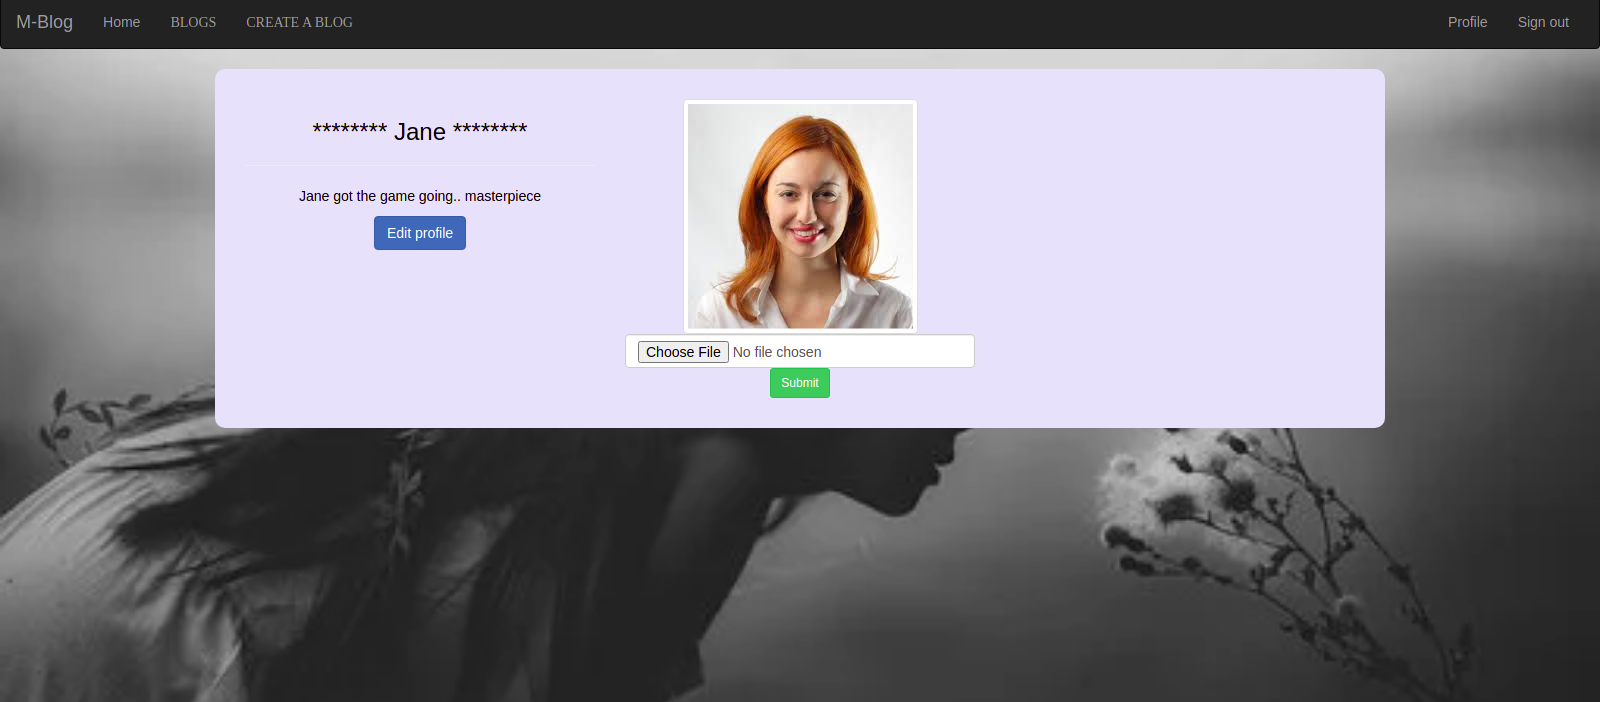 M-Blog Home BLOGS CREATE A BLOG Profile Sign out
******** Jane ********
Jane got the game going.. masterpiece
Edit profile
Choose File No file chosen
Submit